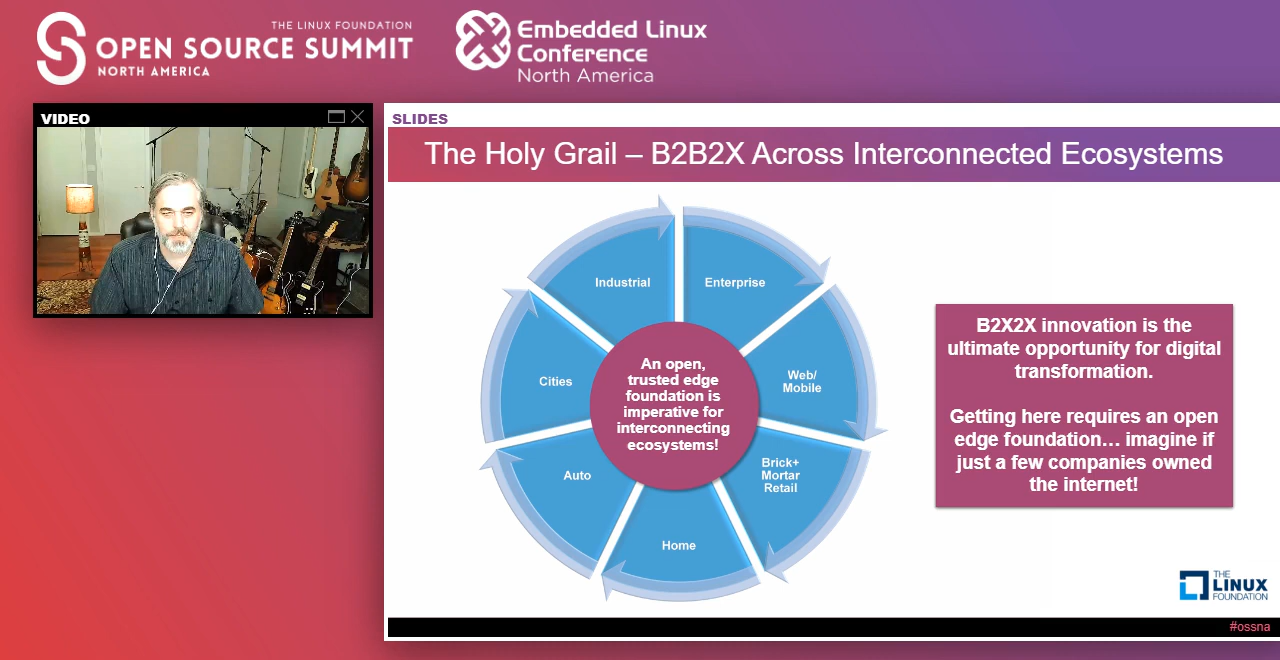 THE LINUX FOUNDATION
OPEN SOURCE SUMMIT
NORTH AMERICA
Embedded Linux
Conference
North America
VIDEO
SLIDES
The Holy Grail – B2B2X Across Interconnected Ecosystems
Industrial
Enterprise
Cities
Web/
Mobile
An open,
trusted edge
foundation is
imperative for
interconnecting
ecosystems!
Auto
Brick+
Mortar
Retail
Home
B2X2X innovation is the
ultimate opportunity for digital
transformation.
Getting here requires an open
edge foundation… imagine if
just a few companies owned
the internet!
THE
LINUX
FOUNDATION
#ossna